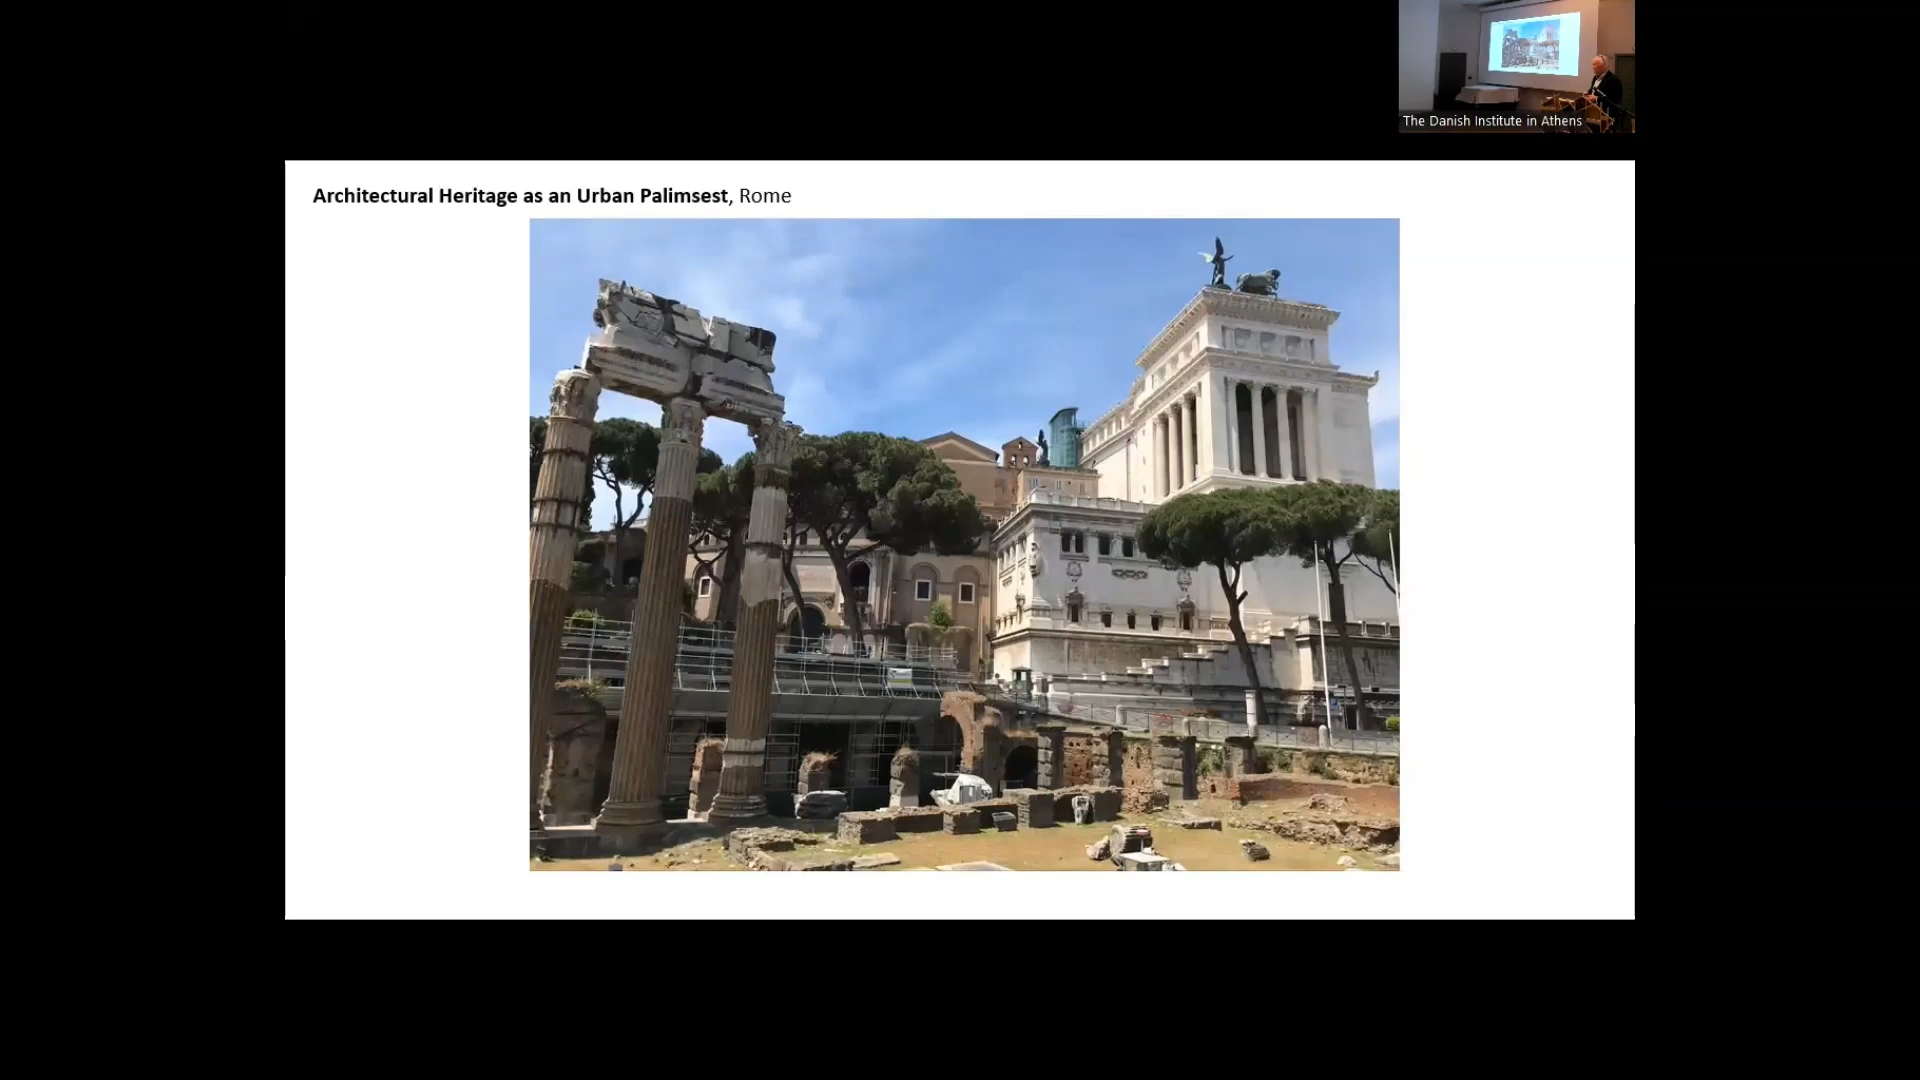 The Danish Institute in Athens
Architectural Heritage as an Urban Palimsest, Rome